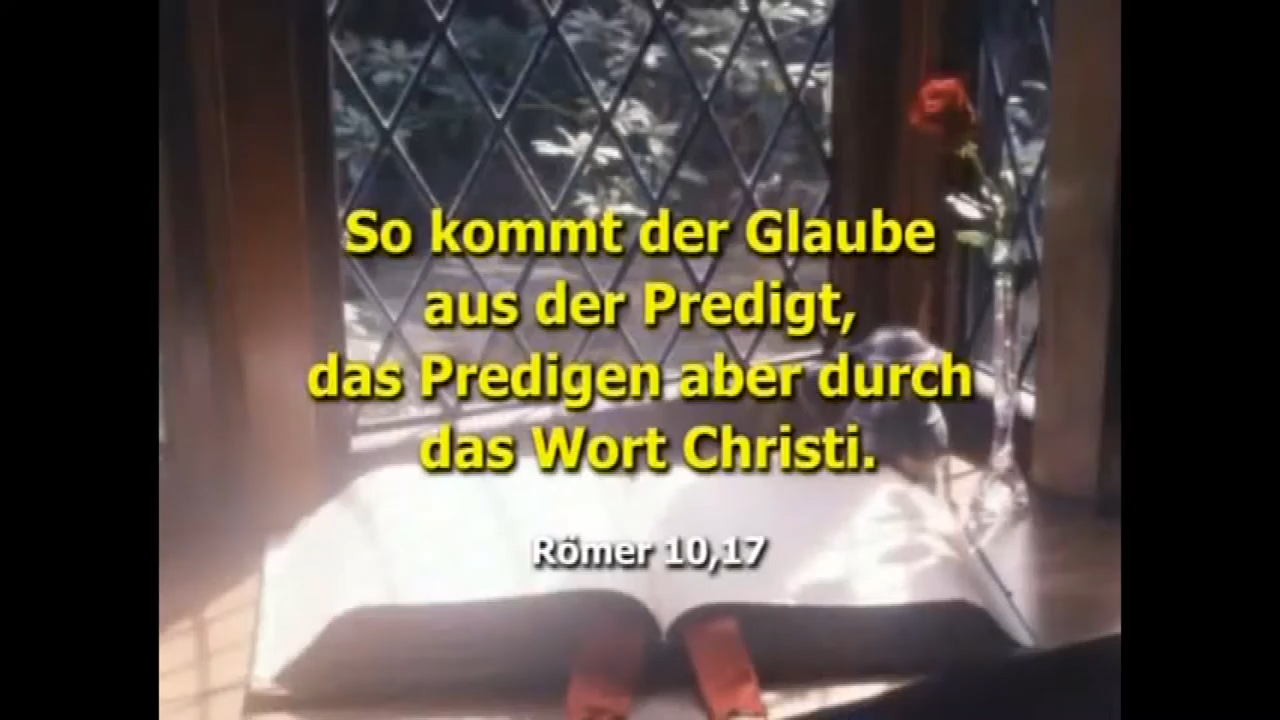 So kommt der Glaube
aus der Predigt,
das Predigen aber durch
das Wort Christi.
Römer 10,17